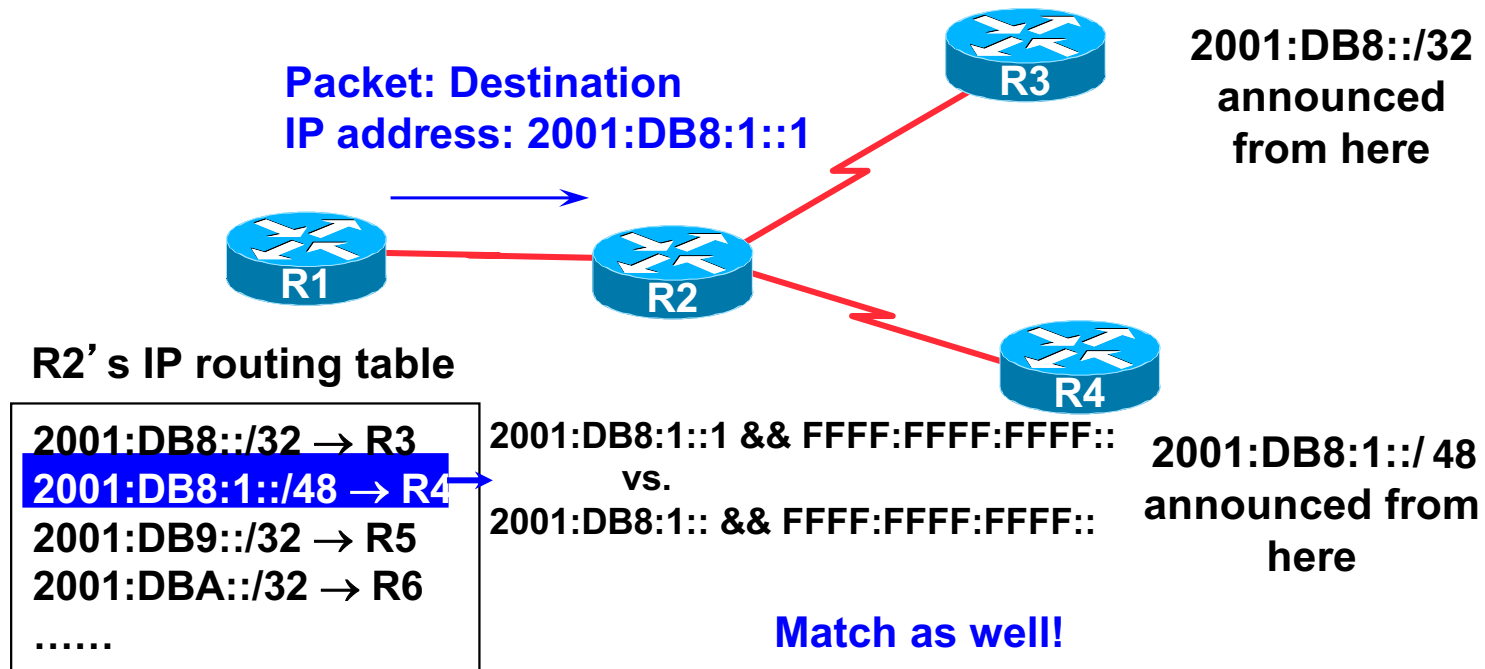 Packet: Destination
IP address: 2001:DB8:1::1
R3
2001:DB8::/32
announced
from here
R1
R2
R4
R2's IP routing table
2001:DB8::/32 → R3
2001:DB8:1::/48 → R4
2001:DB9::/32 → R5
2001:DBA::/32 → R6
......
2001:DB8:1::1 && FFFF:FFFF:FFFF::
vs.
2001:DB8:1:: && FFFF:FFFF:FFFF::
Match as well!
2001:DB8:1::/ 48
announced from
here